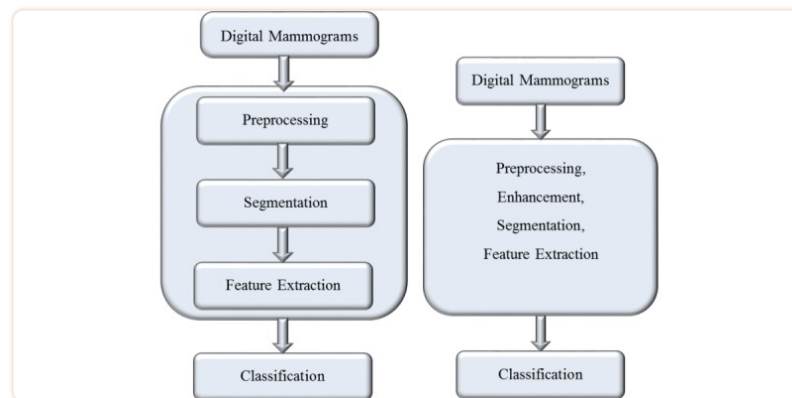 Digital Mammograms
Preprocessing
Segmentation
Feature Extraction
Classification
Digital Mammograms
Preprocessing,
Enhancement,
Segmentation,
Feature Extraction
Classification